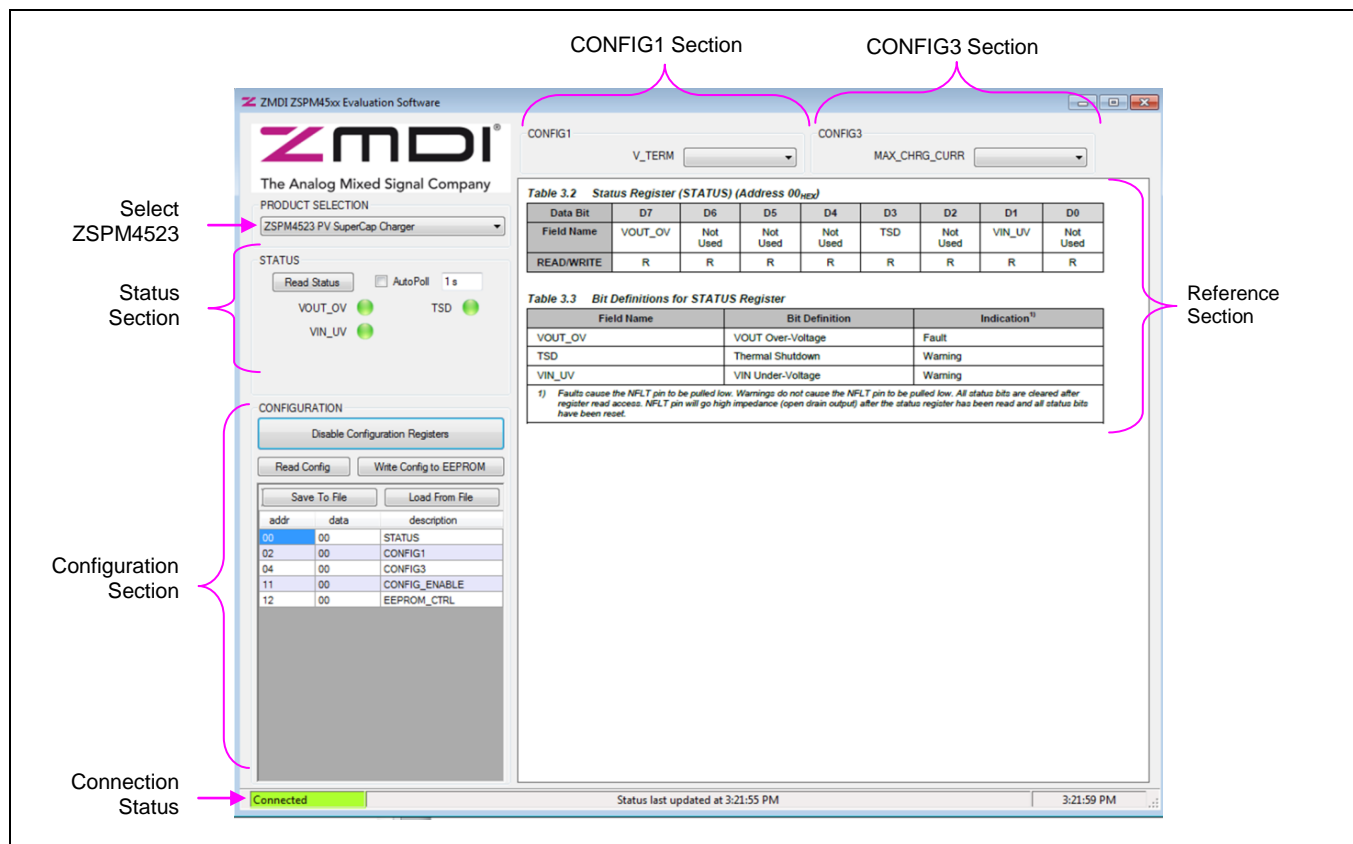 CONFIG1 Section
CONFIG3 Section
ZMDI ZSPM45xx Evaluation Software
ZMDI®
The Analog Mixed Signal Company
CONFIG1
V_TERM
CONFIG3
MAX_CHRG_CURR
Select
ZSPM4523
PRODUCT SELECTION
ZSPM4523 PV SuperCap Charger
Status
Section
STATUS
Read Status
AutoPoll
1 s
VOUT_OV
TSD
VIN_UV
Table 3.2 Status Register (STATUS) (Address 00HEX)
Data Bit D7 D6 D5 D4 D3 D2 D1 D0
Field Name VOUT_OV Not Used Not Used Not Used TSD Not Used VIN_UV Not Used
READ/WRITE R R R R R R R R
Table 3.3 Bit Definitions for STATUS Register
Field Name Bit Definition Indication1)
VOUT_OV VOUT Over-Voltage Fault
TSD Thermal Shutdown Warning
VIN_UV VIN Under-Voltage Warning
1) Faults cause the NFLT pin to be pulled low. Warnings do not cause the NFLT pin to be pulled low. All status bits are cleared after
register read access. NFLT pin will go high impedance (open drain output) after the status register has been read and all status bits
have been reset.
Reference
Section
Configuration
Section
CONFIGURATION
Disable Configuration Registers
Read Config
Write Config to EEPROM
Save To File
Load From File
addr data description
00 00 STATUS
02 00 CONFIG1
04 00 CONFIG3
11 00 CONFIG_ENABLE
12 00 EEPROM_CTRL
Connection
Status
Connected
Status last updated at 3:21:55 PM
3:21:59 PM